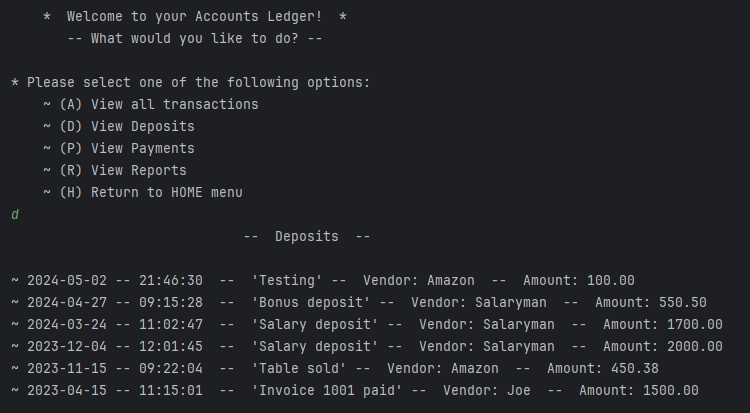 * Welcome to your Accounts Ledger! *
-- What would you like to do? --
* Please select one of the following options:
~ (A) View all transactions
~ (D) View Deposits
~ (P) View Payments
~ (R) View Reports
~ (H) Return to HOME menu
d
-- Deposits --
~ 2024-05-02 -- 21:46:30 -- 'Testing' -- Vendor: Amazon -- Amount: 100.00
~ 2024-04-27 -- 09:15:28 -- 'Bonus deposit' -- Vendor: Salaryman -- Amount: 550.50
~ 2024-03-24 -- 11:02:47 -- 'Salary deposit' -- Vendor: Salaryman -- Amount: 1700.00
~ 2023-12-04 -- 12:01:45 -- 'Salary deposit' -- Vendor: Salaryman -- Amount: 2000.00
~ 2023-11-15 -- 09:22:04 -- 'Table sold' -- Vendor: Amazon -- Amount: 450.38
~ 2023-04-15 -- 11:15:01 -- 'Invoice 1001 paid' -- Vendor: Joe -- Amount: 1500.00